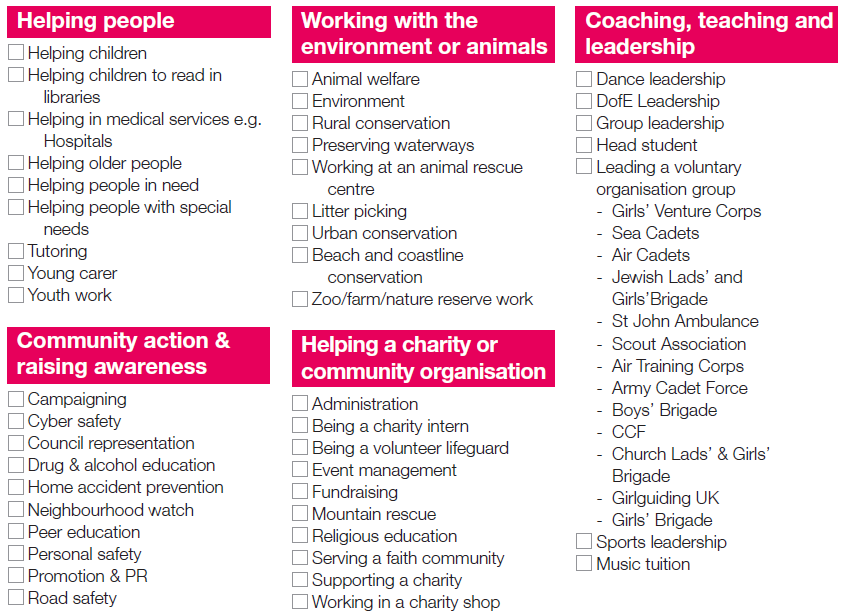 Helping people
Helping children
Helping children to read in
libraries
Helping in medical services e.g.
Hospitals
Helping older people
Helping people in need
Helping people with special
needs
Tutoring
Young carer
Youth work
Community action &
raising awareness
Campaigning
Cyber safety
Council representation
Drug & alcohol education
Home accident prevention
Neighbourhood watch
Peer education
Personal safety
Promotion & PR
Road safety
Working with the
environment or animals
Animal welfare
Environment
Rural conservation
Preserving waterways
Working at an animal rescue
centre
Litter picking
Urban conservation
Beach and coastline
conservation
Zoo/farm/nature reserve work
Helping a charity or
community organisation
Administration
Being a charity intern
Being a volunteer lifeguard
Event management
Fundraising
Mountain rescue
Religious education
Serving a faith community
Supporting a charity
Working in a charity shop
Coaching, teaching and
leadership
Dance leadership
DofE Leadership
Group leadership
Head student
Leading a voluntary
organisation group
- Girls' Venture Corps
- Sea Cadets
- Air Cadets
- Jewish Lads' and
Girls'Brigade
- St John Ambulance
- Scout Association
- Air Training Corps
- Army Cadet Force
- Boys' Brigade
- CCF
- Church Lads' & Girls'
Brigade
- Girlguiding UK
- Girls' Brigade
Sports leadership
Music tuition